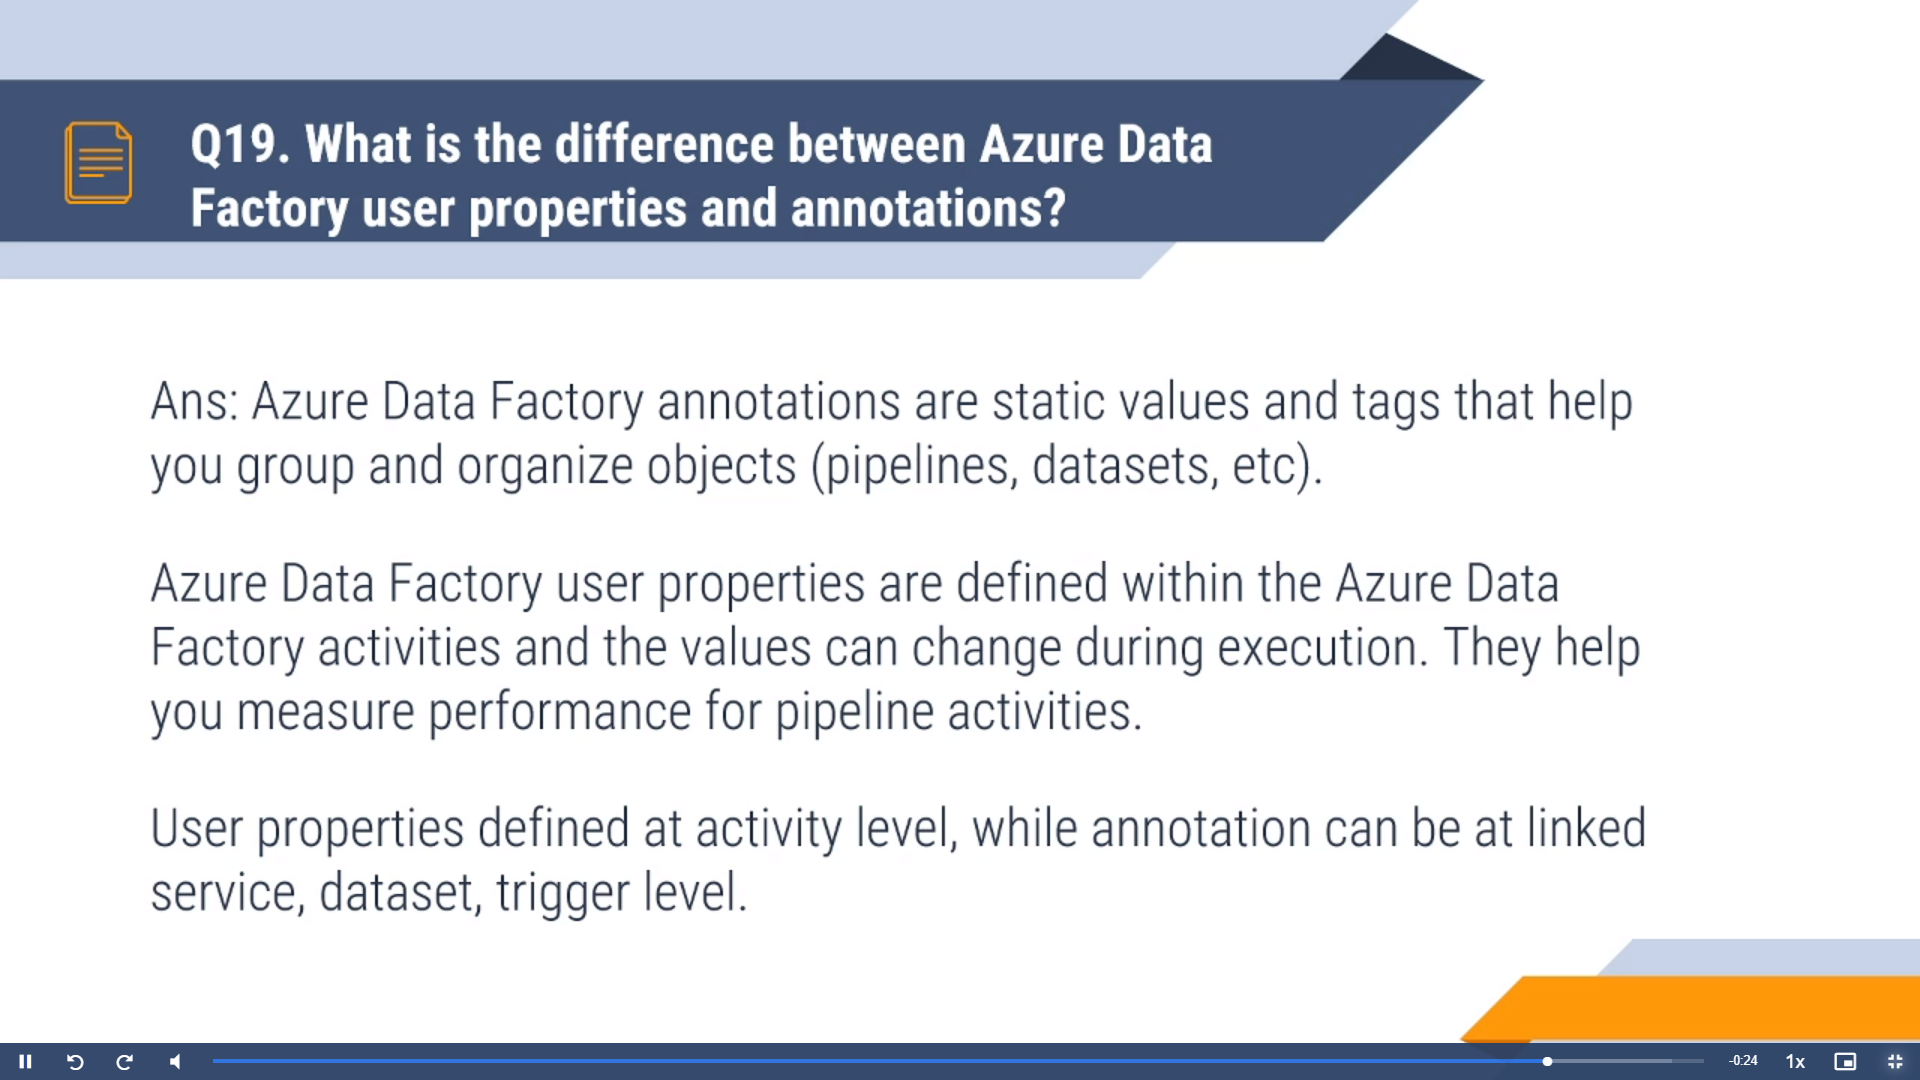 Q19. What is the difference between Azure Data
Factory user properties and annotations?
Ans: Azure Data Factory annotations are static values and tags that help
you group and organize objects (pipelines, datasets, etc).
Azure Data Factory user properties are defined within the Azure Data
Factory activities and the values can change during execution. They help
you measure performance for pipeline activities.
User properties defined at activity level, while annotation can be at linked
service, dataset, trigger level.
-0:24
1x